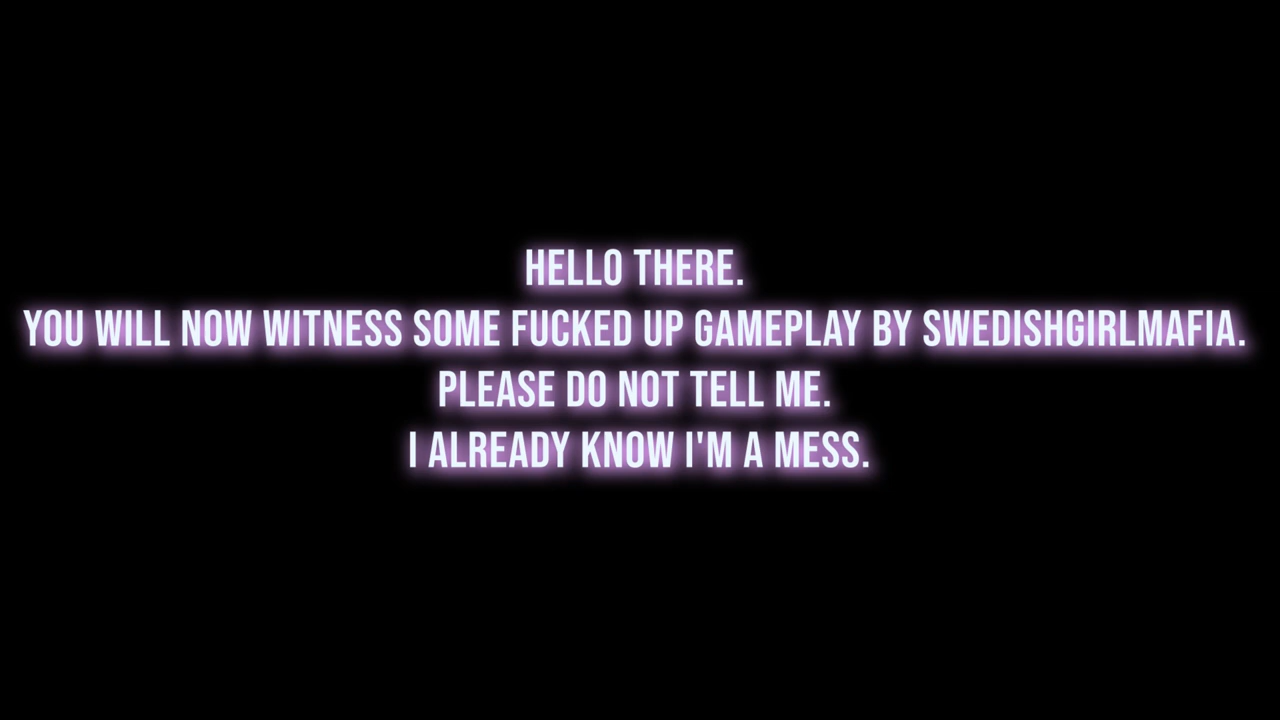 HELLO THERE.
YOU WILL NOW WITNESS SOME FUCKED UP GAMEPLAY BY SWEDISHGIRLMAFIA.
PLEASE DO NOT TELL ME.
I ALREADY KNOW I'M A MESS.